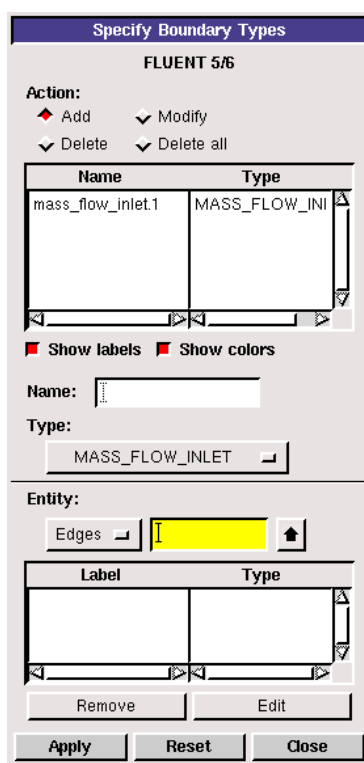 Specify Boundary Types
FLUENT 5/6
Action:
Add Modify
Delete Delete all
Name Type
mass_flow_inlet.1 MASS_FLOW_INI
Show labels Show colors
Name:
Type:
MASS_FLOW_INLET
Entity:
Edges
Label Type
Remove Edit
Apply Reset Close